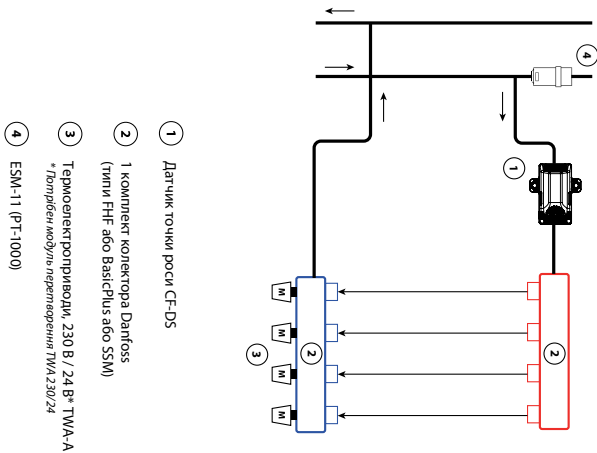 4
1
2
2
M
M
M
M
3
1 Датчик точки роси CF-DS
2 1 комплект колектора Danfoss
(типи FHF або BasicPlus або SSM)
3 Термоелектроприводи, 230 В / 24 В* TWA-A
* Потрібен модуль перетворення TWA 230/24
4 ESM-11 (PT-1000)